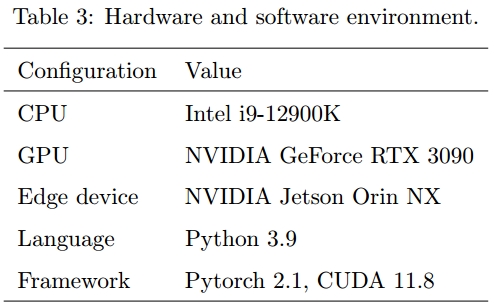 Table 3: Hardware and software environment.
Configuration Value
CPU Intel i9-12900K
GPU NVIDIA GeForce RTX 3090
Edge device NVIDIA Jetson Orin NX
Language Python 3.9
Framework Pytorch 2.1, CUDA 11.8